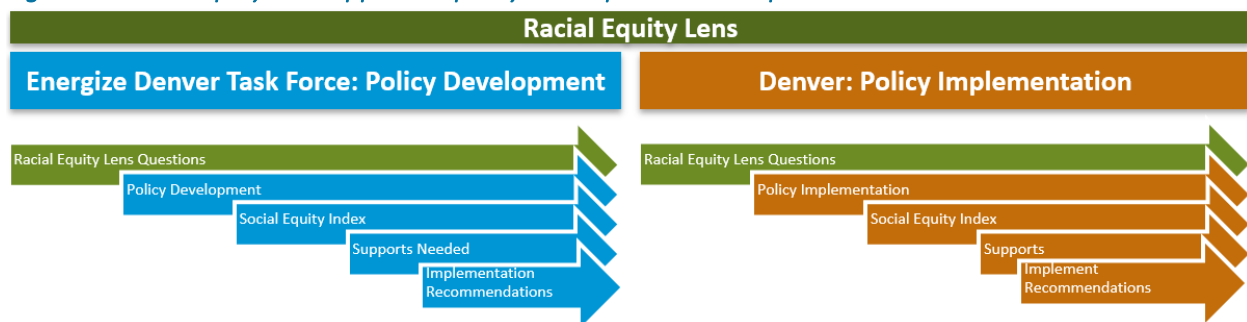 Racial Equity Lens
Energize Denver Task Force: Policy Development
Denver: Policy Implementation
Racial Equity Lens Questions
Policy Development
Social Equity Index
Supports Needed
Implementation
Recommendations
Racial Equity Lens Questions
Policy Implementation
Social Equity Index
Supports
Implement
Recommendations